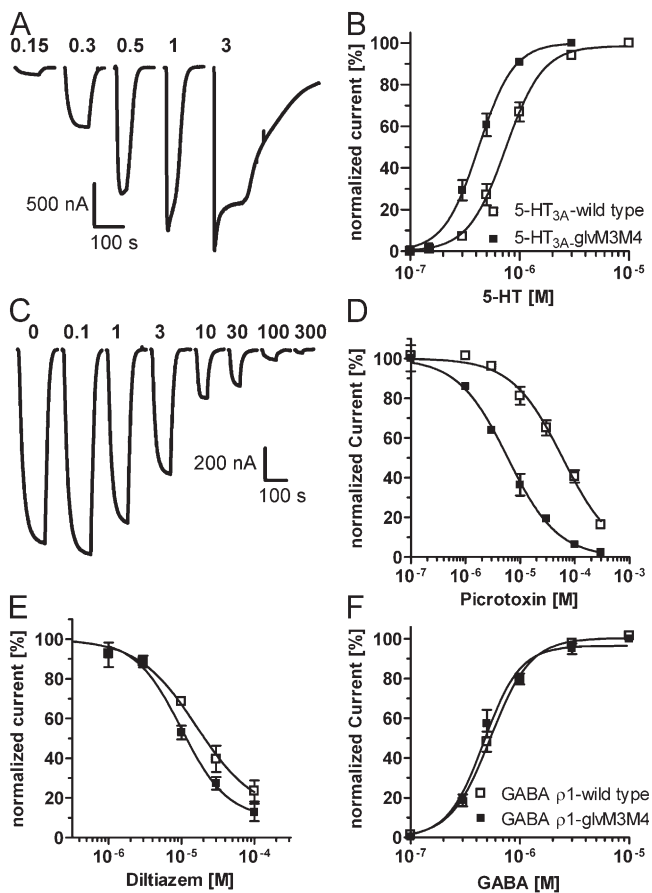 A
0.15 0.3 0.5 1 3
500 nA
100 s
B
normalized current [%]
100
80
60
40
20
0
5-HT3A-wild type
5-HT3A-glvM3M4
10-7 10-6 10-5
5-HT [M]
C
0 0.1 1 3 10 30 100 300
200 nA
100 s
D
normalized Current [%]
100
80
60
40
20
0
10-7 10-6 10-5 10-4 10-3
Picrotoxin [M]
E
normalized current [%]
100
80
60
40
20
0
10-6 10-5 10-4
Diltiazem [M]
F
normalized Current [%]
100
80
60
40
20
0
GABA ρ1-wild type
GABA ρ1-glvM3M4
10-7 10-6 10-5
GABA [M]